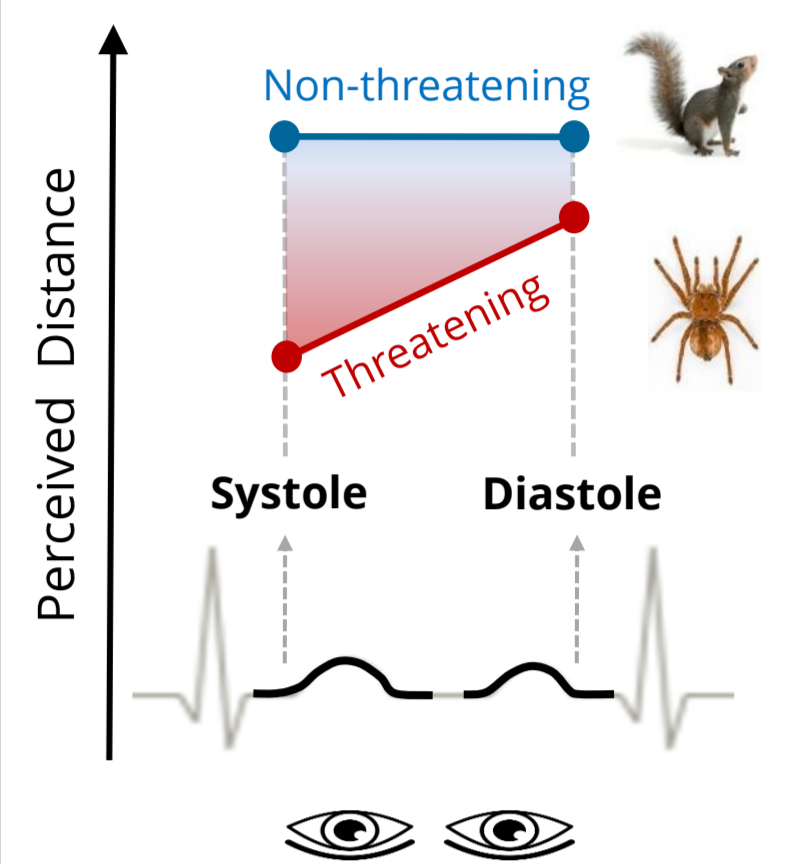 Non-threatening
Threatening
Perceived Distance
Systole
Diastole